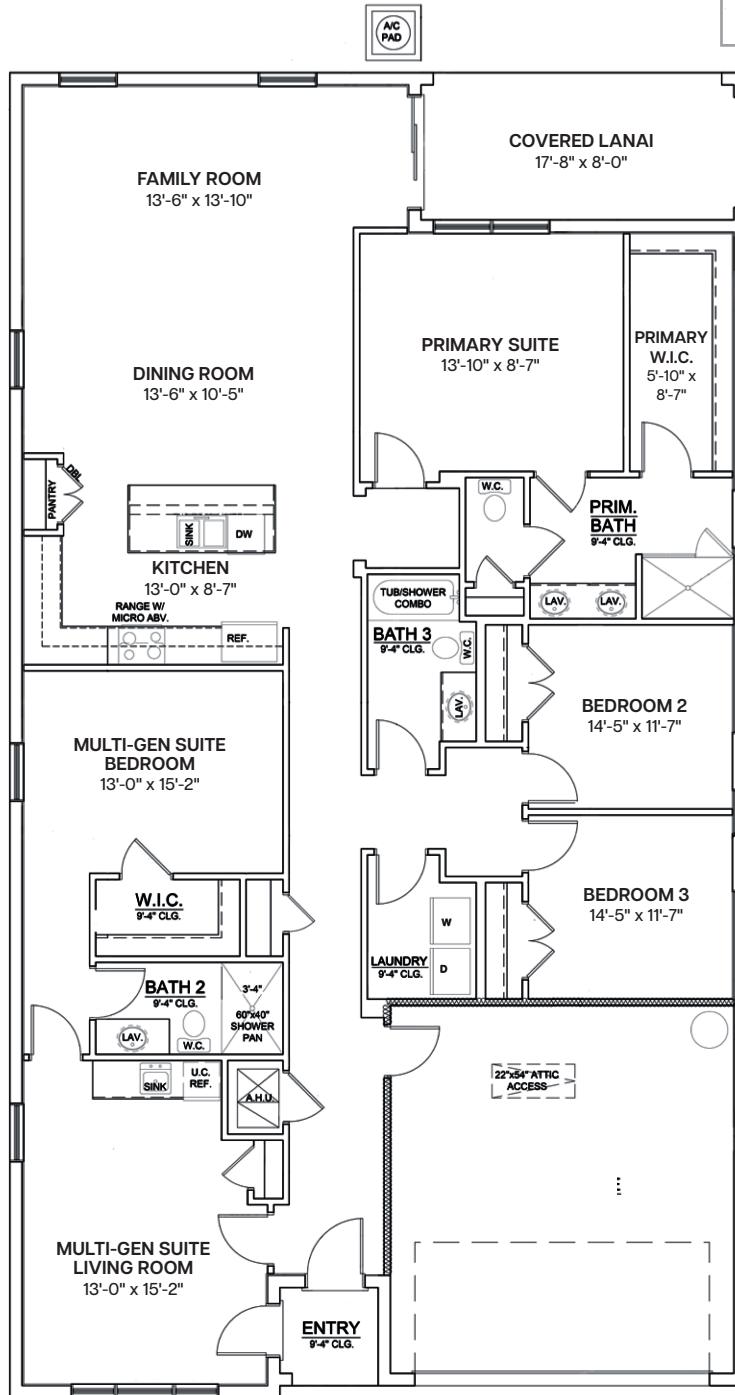 A/C
PAD
COVERED LANAI
17'-8" x 8'-0"
FAMILY ROOM
13'-6" x 13'-10"
PRIMARY SUITE
13'-10" x 8'-7"
PRIMARY
W.I.C.
5'-10" x
8'-7"
DINING ROOM
13'-6" x 10'-5"
DBL
PANTRY
SINK
DW
KITCHEN
13'-0" x 8'-7"
RANGE W/
MICRO ABV.
REF.
W.C.
PRIM.
BATH
9'-4" CLG.
LAV.
LAV.
TUB/SHOWER
COMBO
BATH 3
9'-4" CLG.
W.C.
LAV.
BEDROOM 2
14'-5" x 11'-7"
MULTI-GEN SUITE
BEDROOM
13'-0" x 15'-2"
W.I.C.
9'-4" CLG.
BEDROOM 3
14'-5" x 11'-7"
W
D
LAUNDRY
9'-4" CLG.
BATH 2
9'-4" CLG.
LAV.
W.C.
3'-4"
60"x40"
SHOWER
PAN
SINK
U.C.
REF.
A.H.U.
22"x54" ATTIC
ACCESS
MULTI-GEN SUITE
LIVING ROOM
13'-0" x 15'-2"
ENTRY
9'-4" CLG.